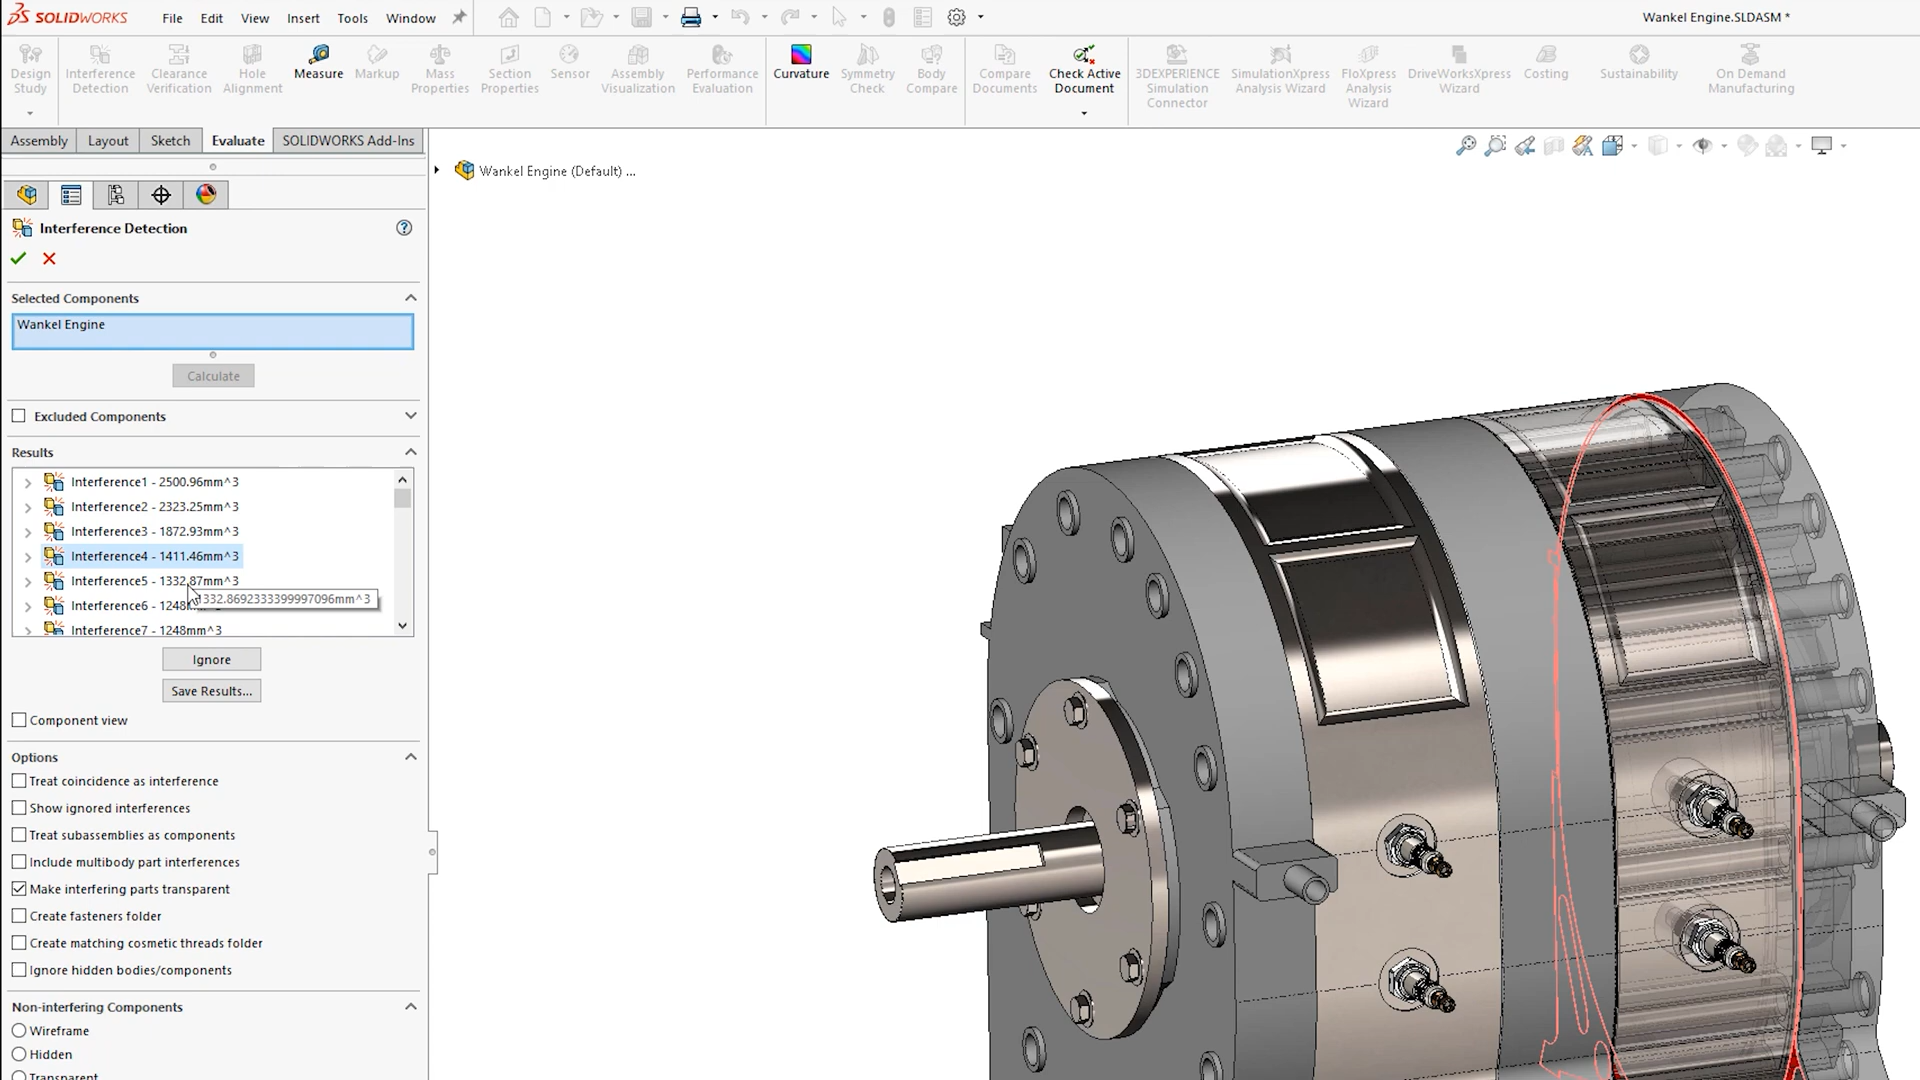 SOLIDWORKS File Edit View Insert Tools Window Wankel Engine.SLDASM *
Design Study
Interference Detection
Clearance Verification
Hole Alignment
Measure
Markup
Mass Properties
Section Properties
Sensor
Assembly Visualization
Performance Evaluation
Curvature
Symmetry Check
Body Compare
Compare Documents
Check Active Document
3DEXPERIENCE Simulation Connector
SimulationXpress Analysis Wizard
FloXpress Analysis Wizard
DriveWorksXpress Wizard
Costing
Sustainability
On Demand Manufacturing
Assembly Layout Sketch Evaluate SOLIDWORKS Add-Ins
Wankel Engine (Default) ...
Interference Detection
Selected Components
Wankel Engine
Calculate
Excluded Components
Results
Interference1 - 2500.96mm^3
Interference2 - 2323.25mm^3
Interference3 - 1872.93mm^3
Interference4 - 1411.46mm^3
Interference5 - 1332.87mm^3
1332.8692333399997096mm^3
Interference6 - 1248
Interference7 - 1248mm^3
Ignore
Save Results...
Component view
Options
Treat coincidence as interference
Show ignored interferences
Treat subassemblies as components
Include multibody part interferences
Make interfering parts transparent
Create fasteners folder
Create matching cosmetic threads folder
Ignore hidden bodies/components
Non-interfering Components
Wireframe
Hidden
Transparent